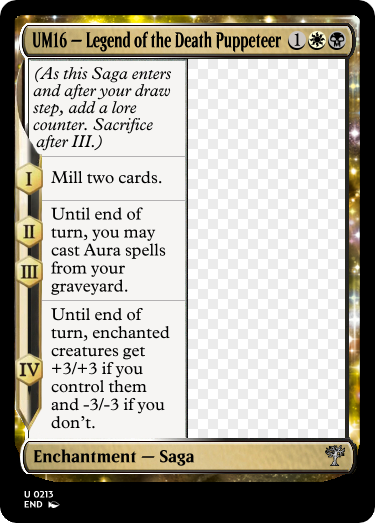 UM16 – Legend of the Death Puppeteer 1
(As this Saga enters
and after your draw
step, add a lore
counter. Sacrifice
after III.)
I Mill two cards.
II
III
Until end of
turn, you may
cast Aura spells
from your
graveyard.
IV
Until end of
turn, enchanted
creatures get
+3/+3 if you
control them
and -3/-3 if you
don't.
Enchantment — Saga
U 0213
END